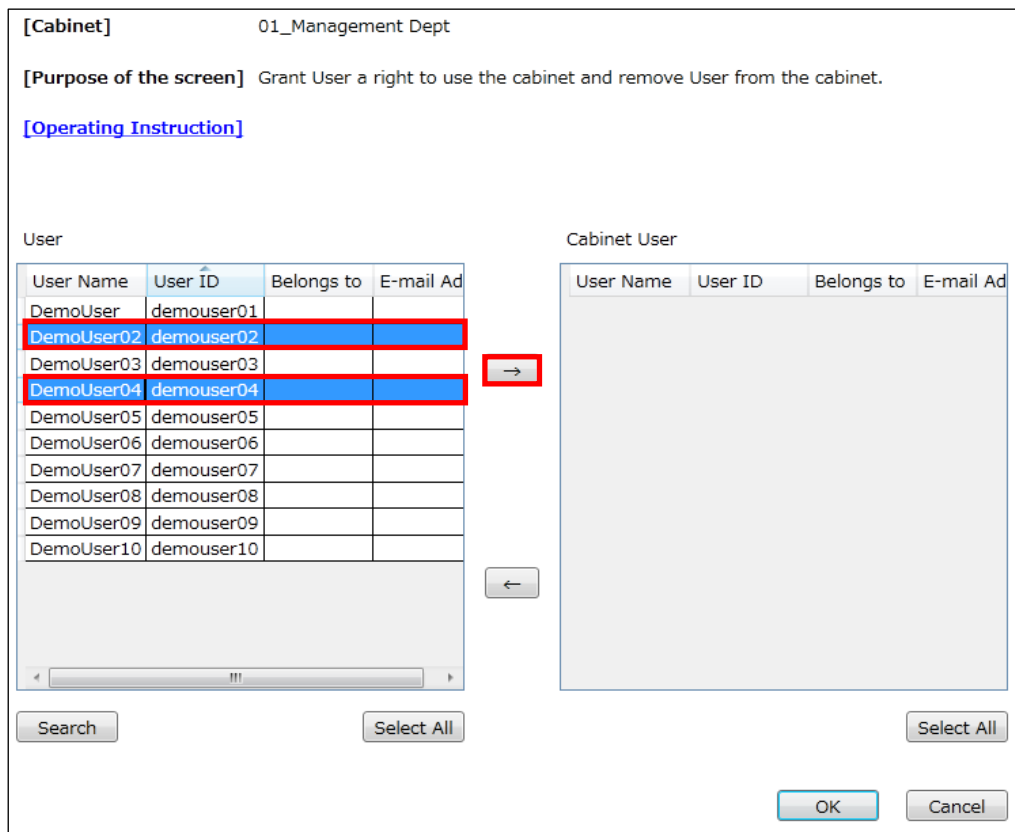 [Cabinet] 01_Management Dept
[Purpose of the screen] Grant User a right to use the cabinet and remove User from the cabinet.
[Operating Instruction]
User Cabinet User
User Name User ID Belongs to E-mail Ad User Name User ID Belongs to E-mail Ad
DemoUser demouser01
DemoUser02 demouser02
DemoUser03 demouser03
→
DemoUser04 demouser04
DemoUser05 demouser05
DemoUser06 demouser06
DemoUser07 demouser07
DemoUser08 demouser08
DemoUser09 demouser09
DemoUser10 demouser10
←
Search Select All Select All
OK Cancel